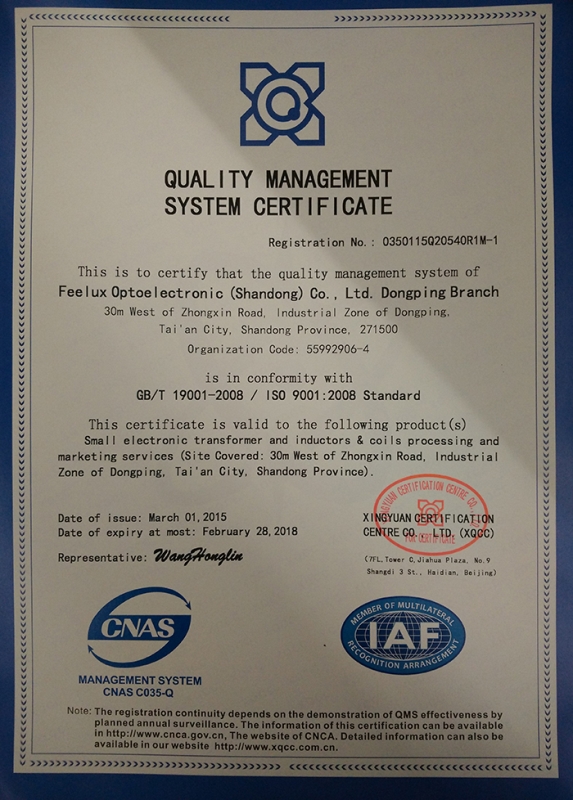 QUALITY MANAGEMENT
SYSTEM CERTIFICATE
Registration No.: 0350115Q20540R1M-1
This is to certify that the quality management system of
Feelux Optoelectronic (Shandong) Co., Ltd. Dongping Branch
30m West of Zhongxin Road, Industrial Zone of Dongping,
Tai'an City, Shandong Province, 271500
Organization Code: 55992906-4
is in conformity with
GB/T 19001-2008 / ISO 9001:2008 Standard
This certificate is valid to the following product(s)
Small electronic transformer and inductors & coils processing and
marketing services (Site Covered: 30m West of Zhongxin Road, Industrial
Zone of Dongping, Tai'an City, Shandong Province).
XINGYUAN CERTIFICATION CENTRE CO.,
FOR CERTIFICATE
Date of issue: March 01, 2015
XINGYUAN CERTIFICATION
Date of expiry at most: February 28, 2018
CENTRE CO., LTD. (XQCC)
Representative: WangHonglin
(7FL, Tower C, Jiahua Plaza, No.9
Shangdi 3 St., Haidian, Beijing)
CNAS
MEMBER OF MULTILATERAL
IAF
RECOGNITION ARRANGEMENT
MANAGEMENT SYSTEM
CNAS C035-Q
Note: The registration continuity depends on the demonstration of QMS effectiveness by
planned annual surveillance. The information of this certification can be available
in http://www.cnca.gov.cn, The website of CNCA. Detailed information can also be
available in our website http://www.xqcc.com.cn.